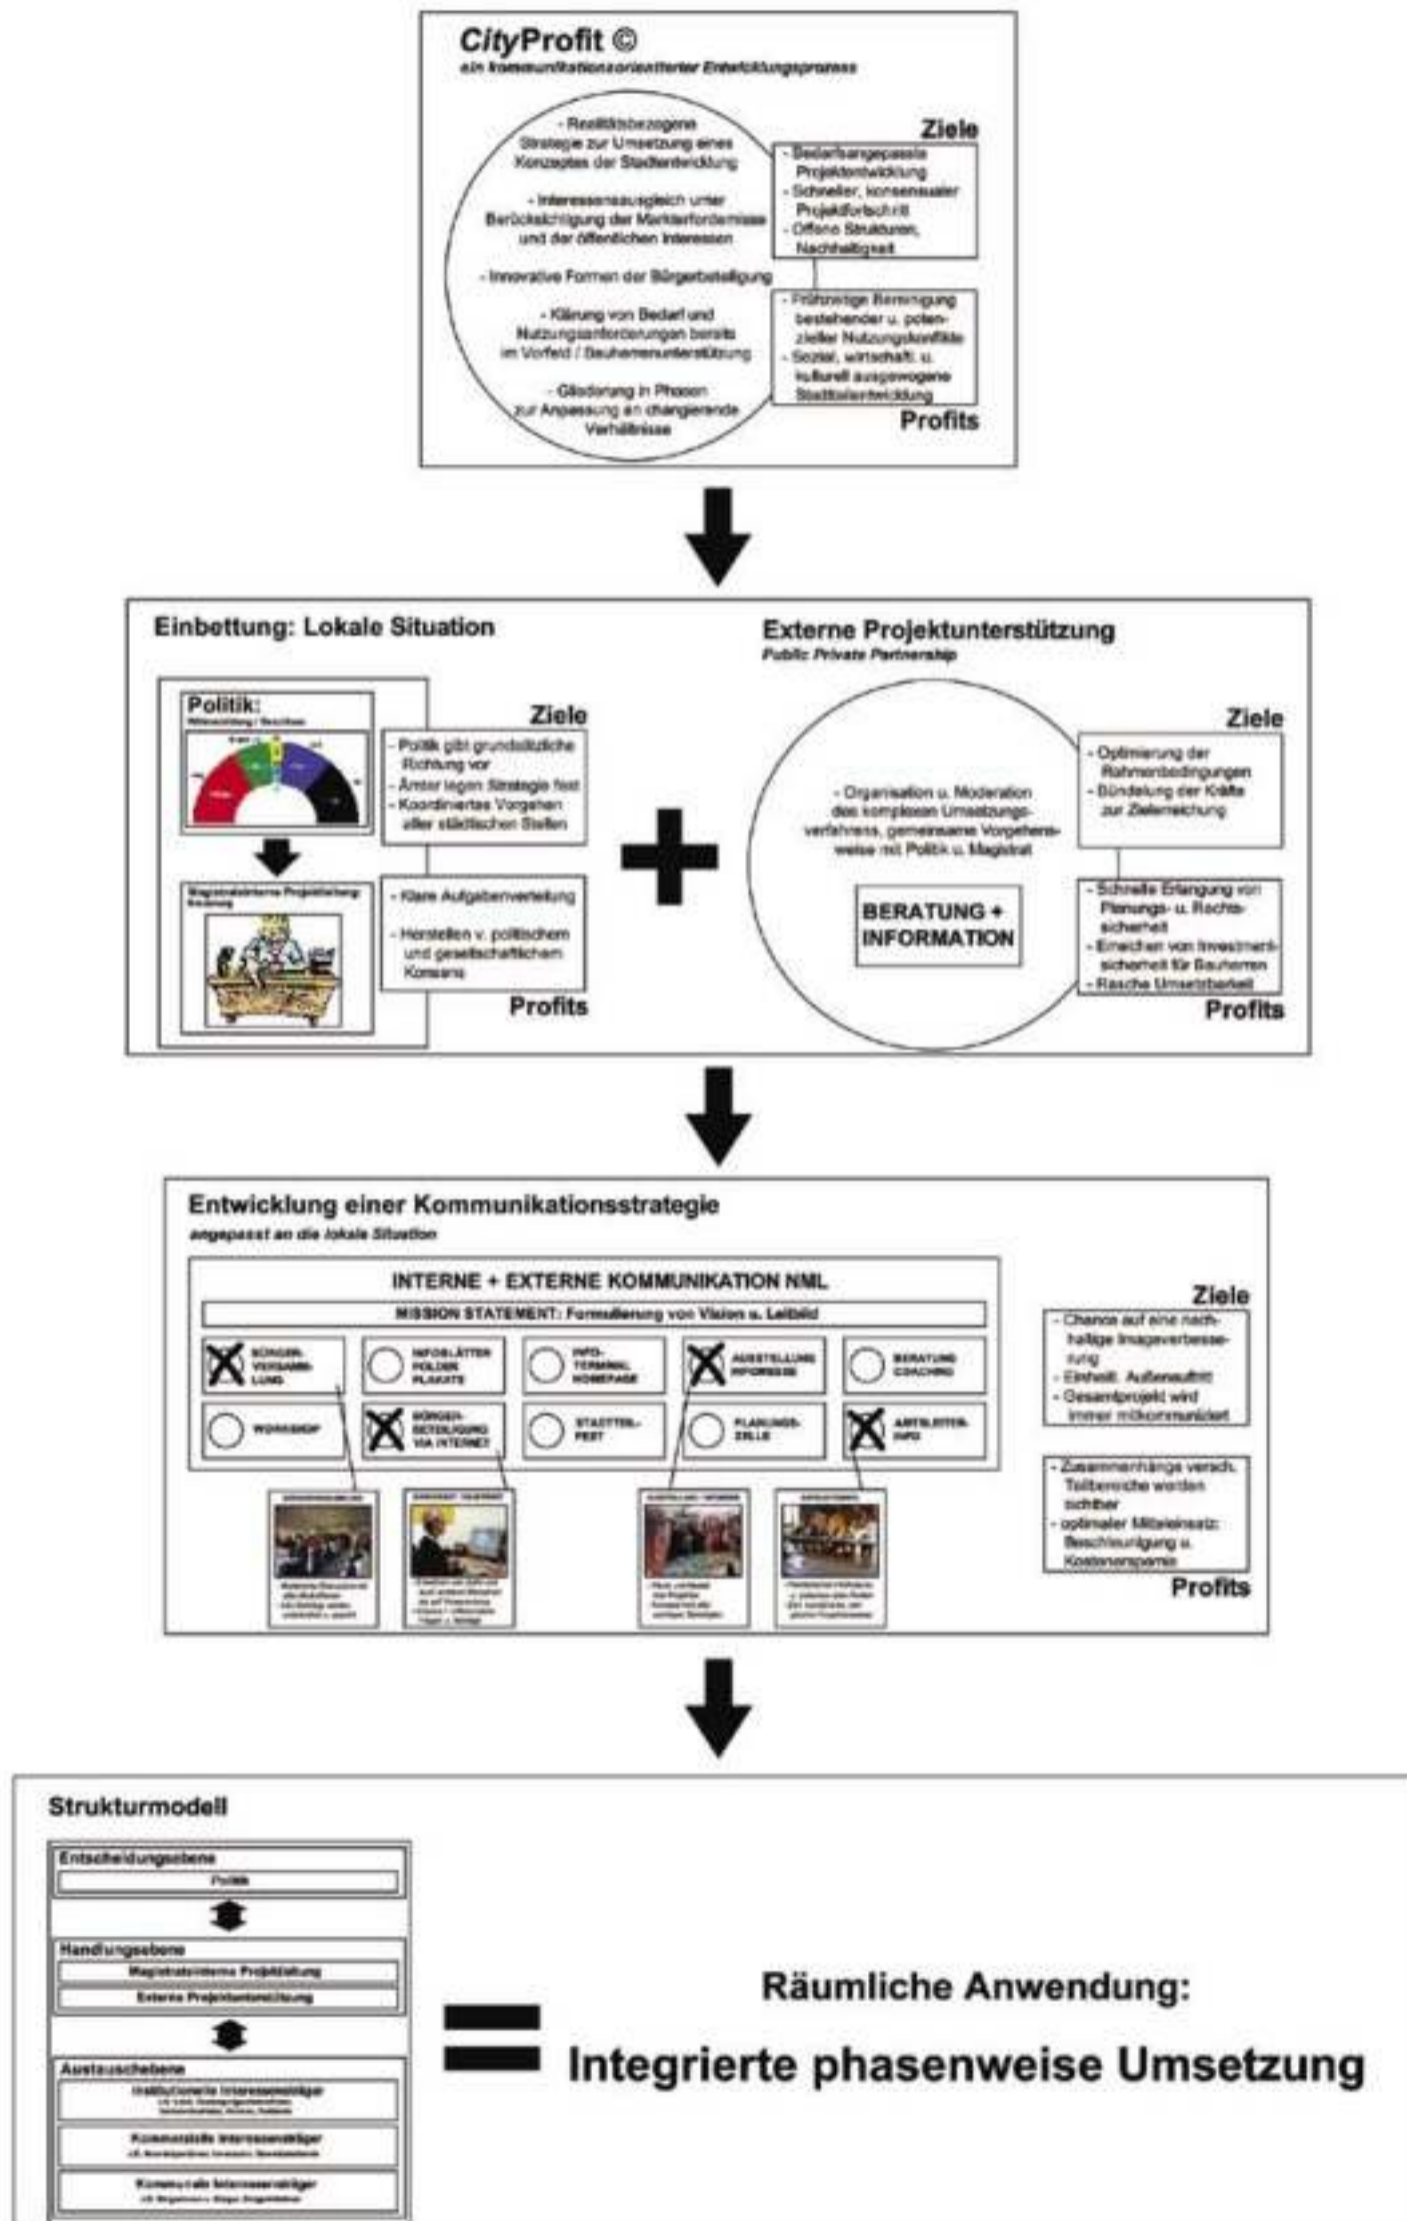 CityProfit ©
ein kommunikationsorientierter Entwicklungsprozess
- Realitätsbezogene
Strategie zur Umsetzung eines
Konzeptes der Stadtentwicklung
- Interessensausgleich unter
Berücksichtigung der Markterfordernisse
und der öffentlichen Interessen
- Innovative Formen der Bürgerbeteiligung
- Klärung von Bedarf und
Nutzungsanforderungen bereits
im Vorfeld / Bauherrenunterstützung
- Gliederung in Phasen
zur Anpassung an changierende
Verhältnisse
Ziele
- Bedarfsangepasste
Projektentwicklung
- Schneller, konsensualer
Projektfortschritt
- Offene Strukturen,
Nachhaltigkeit
- Frühzeitige Bereinigung
bestehender u. poten-
zieller Nutzungskonflikte
- Sozial, wirtschaftl. u.
kulturell ausgewogene
Stadtteilentwicklung
Profits
Einbettung: Lokale Situation
Politik:
Magistratsinterne Projektleitung:
Ziele
- Politik gibt grundsätzliche
Richtung vor
- Ämter legen Strategie fest
- Koordiniertes Vorgehen
aller städtischen Stellen
- Klare Aufgabenverteilung
- Herstellen v. politischem
und gesellschaftlichem
Konsens
Profits
Externe Projektunterstützung
Public Private Partnership
- Organisation u. Moderation
des komplexen Umsetzungs-
verfahrens, gemeinsame Vorgehens-
weise mit Politik u. Magistrat
BERATUNG +
INFORMATION
Ziele
- Optimierung der
Rahmenbedingungen
- Bündelung der Kräfte
zur Zielerreichung
- Schnelle Erlangung von
Planungs- u. Rechts-
sicherheit
- Erreichen von Investment-
sicherheit für Bauherren
- Rasche Umsetzbarkeit
Profits
Entwicklung einer Kommunikationsstrategie
angepasst an die lokale Situation
INTERNE + EXTERNE KOMMUNIKATION NML
MISSION STATEMENT: Formulierung von Vision u. Leitbild
BÜRGER-
VERSAMM-
LUNG
INFOBLÄTTER
FOLDER
PLAKATE
INFO-
TERMINAL
HOMEPAGE
AUSSTELLUNG
INFOMESSE
BERATUNG
COACHING
WORKSHOP
BÜRGER-
BETEILIGUNG
VIA INTERNET
STADTTEIL-
FEST
PLANUNGS-
ZELLE
AMTSLEITER-
INFO
Ziele
- Chance auf eine nach-
haltige Imageverbesse-
rung
- Einheitl. Außenauftritt
- Gesamtprojekt wird
immer mitkommuniziert
- Zusammenhänge versch.
Teilbereiche werden
sichtbar
- optimaler Mitteleinsatz:
Beschleunigung u.
Kostenersparnis
Profits
Strukturmodell
Entscheidungsebene
Politik
Handlungsebene
Magistratsinterne Projektleitung
Externe Projektunterstützung
Austauschebene
Institutionelle Interessensträger
Kommerzielle Interessensträger
Kommunale Interessensträger
Räumliche Anwendung:
Integrierte phasenweise Umsetzung